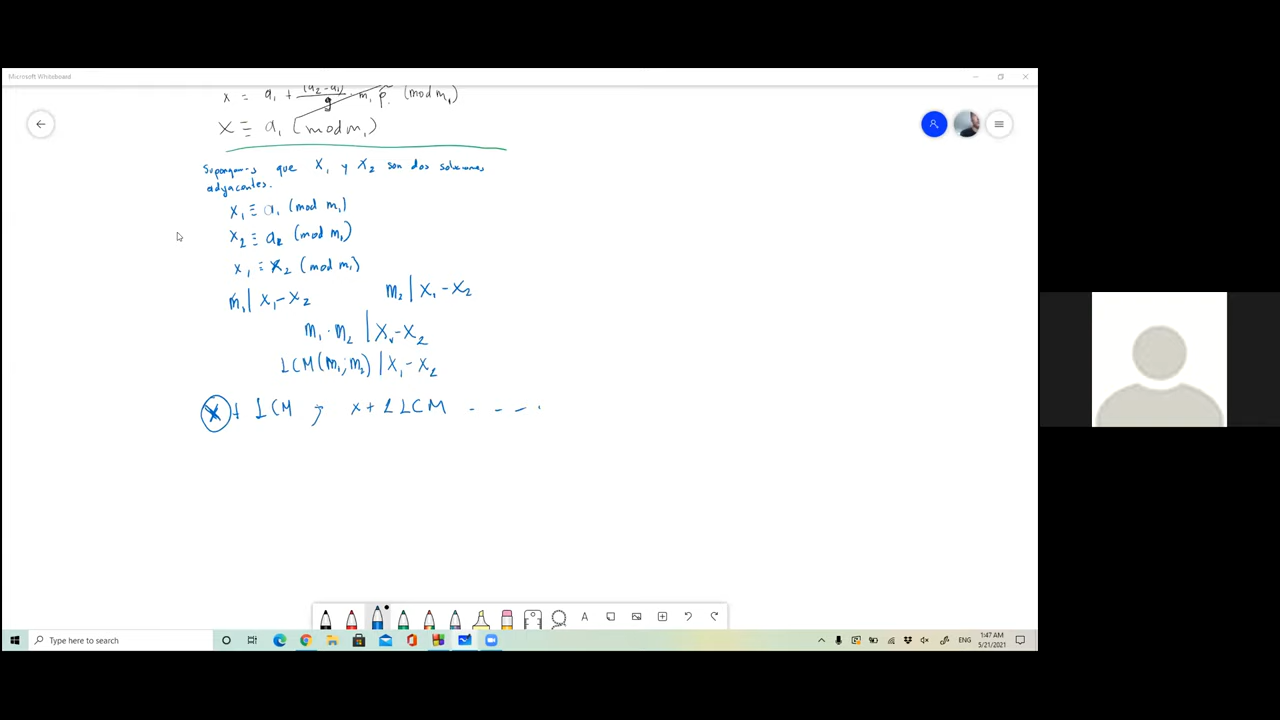 Microsoft Whiteboard
x = a₁ + (a₂-a₁)/g · m₁ p. (mod m₁)
X ≡ a₁ (mod m₁)
Supongamos que X₁ y X₂ son dos soluciones
adyacentes.
x₁ ≡ a₁ (mod m₁)
x₂ ≡ a₂ (mod m₁)
x₁ ≡ x₂ (mod m₁)
m₁ | X₁ - X₂ m₂ | X₁ - X₂
m₁ · m₂ | X₁ - X₂
LCM(m₁; m₂) | X₁ - X₂
X + LCM ; x + 2 LCM - - - .
A
Type here to search
ENG
1:47 AM
5/21/2021